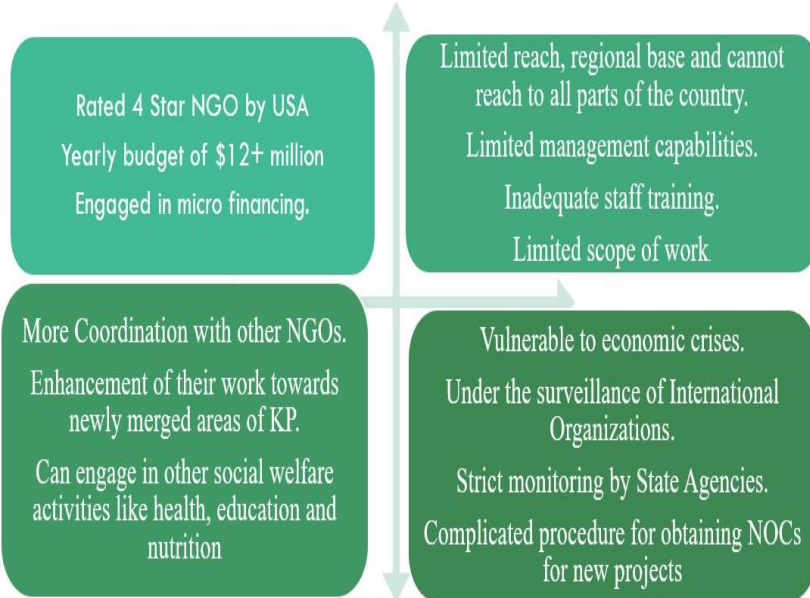 Rated 4 Star NGO by USA
Yearly budget of $12+ million
Engaged in micro financing.
Limited reach, regional base and cannot
reach to all parts of the country.
Limited management capabilities.
Inadequate staff training.
Limited scope of work
More Coordination with other NGOs.
Enhancement of their work towards
newly merged areas of KP.
Can engage in other social welfare
activities like health, education and
nutrition
Vulnerable to economic crises.
Under the surveillance of International
Organizations.
Strict monitoring by State Agencies.
Complicated procedure for obtaining NOCs
for new projects